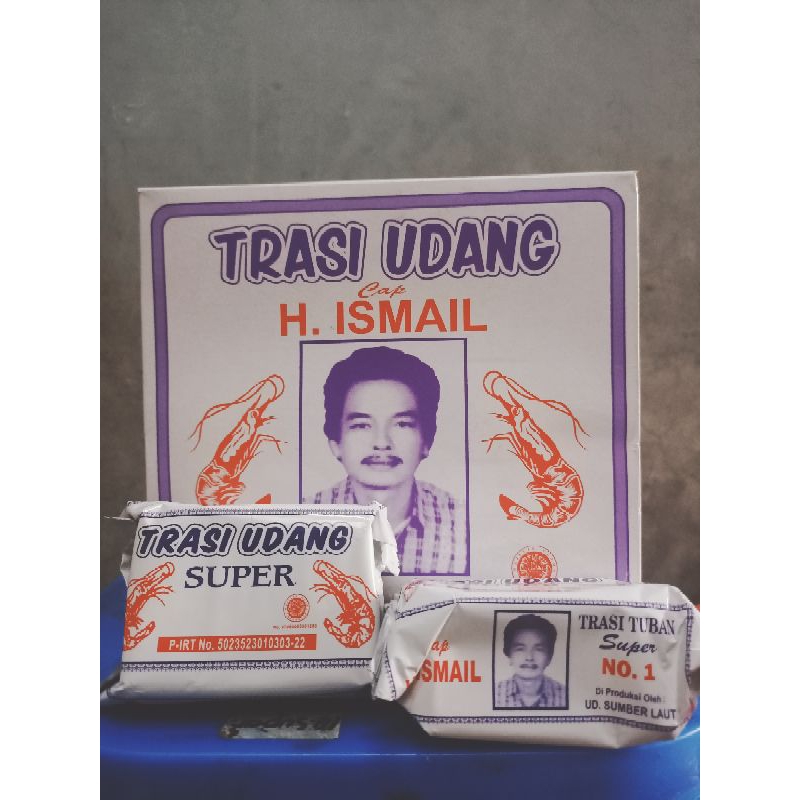 TRASI UDANG
Cap
H. ISMAIL
TRASI UDANG
SUPER
P-IRT No. 5023523010303-22
UDANG
Cap
ISMAIL
TRASI TUBAN
Super
NO. 1
Di Produksi Oleh :
UD. SUMBER LAUT